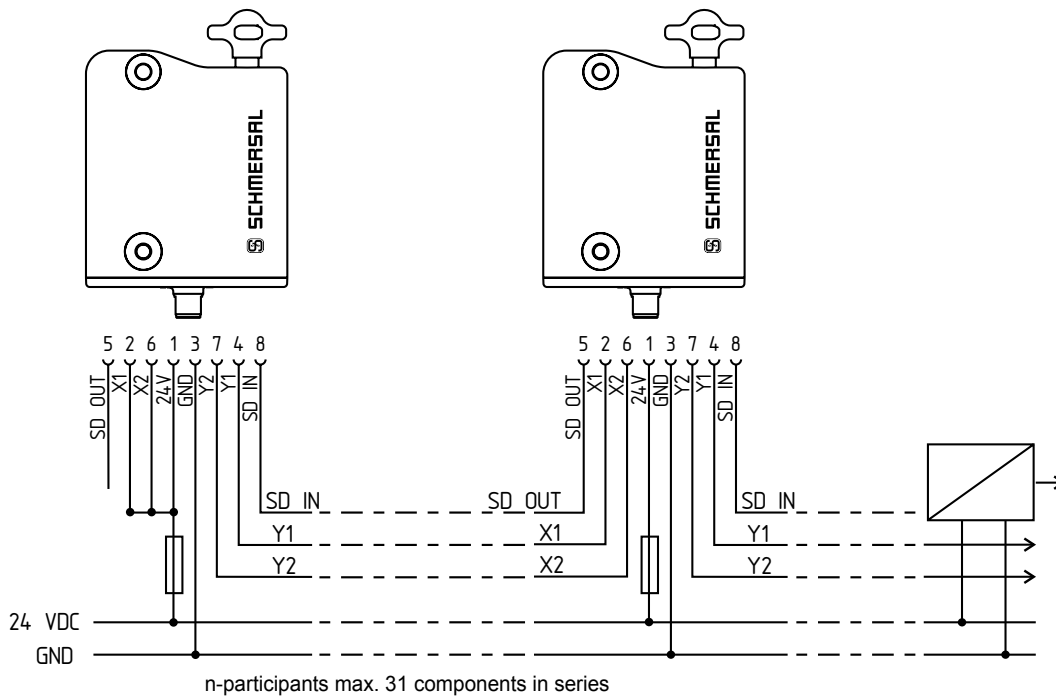 SCHMERSAL
SCHMERSAL
5 2 6 1 3 7 4 8
5 2 6 1 3 7 4 8
SD OUT
X1
X2
24V
GND
Y2
Y1
SD IN
SD OUT
X1
X2
24V
GND
Y2
Y1
SD IN
SD IN
SD OUT
SD IN
Y1
X1
Y1
Y2
X2
Y2
24 VDC
GND
n-participants max. 31 components in series